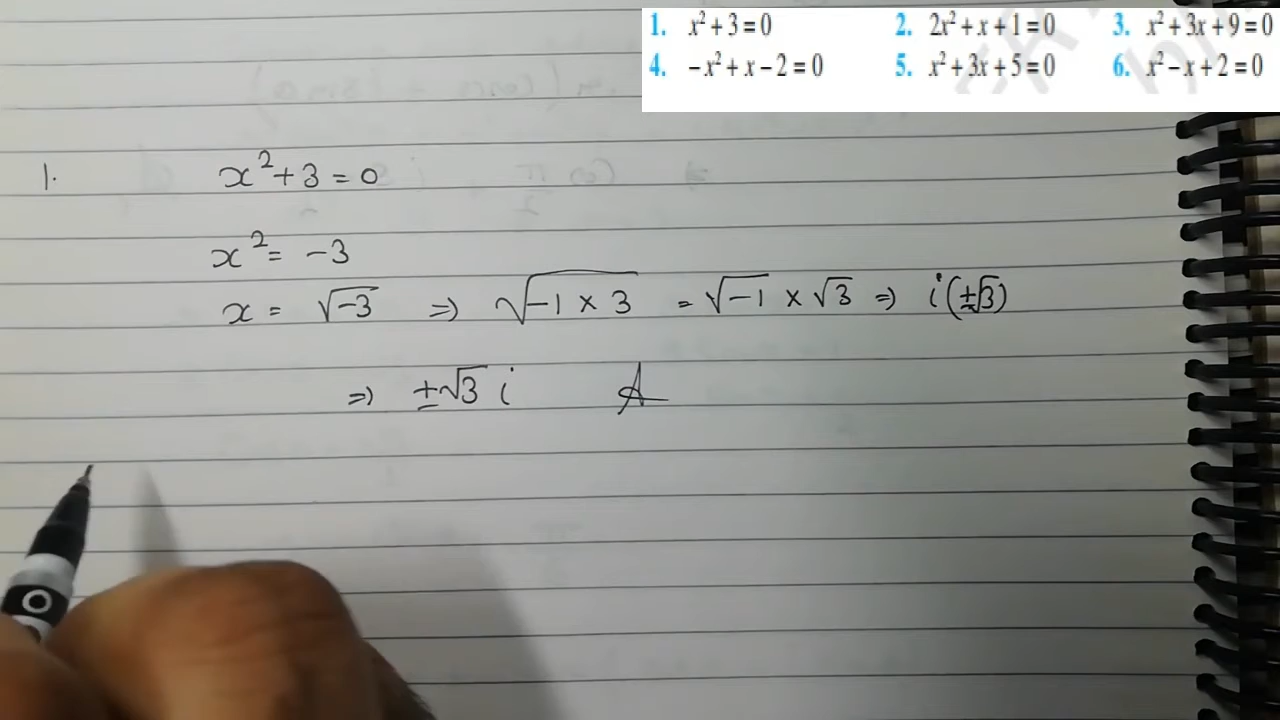 1. x²+3=0 2. 2x²+x+1=0 3. x²+3x+9=0
4. -x²+x-2=0 5. x²+3x+5=0 6. x²-x+2=0
1. x²+3=0
x²= -3
x = √-3 ⇒ √-1×3 = √-1 × √3 ⇒ i(±√3)
⇒ ±√3 i A